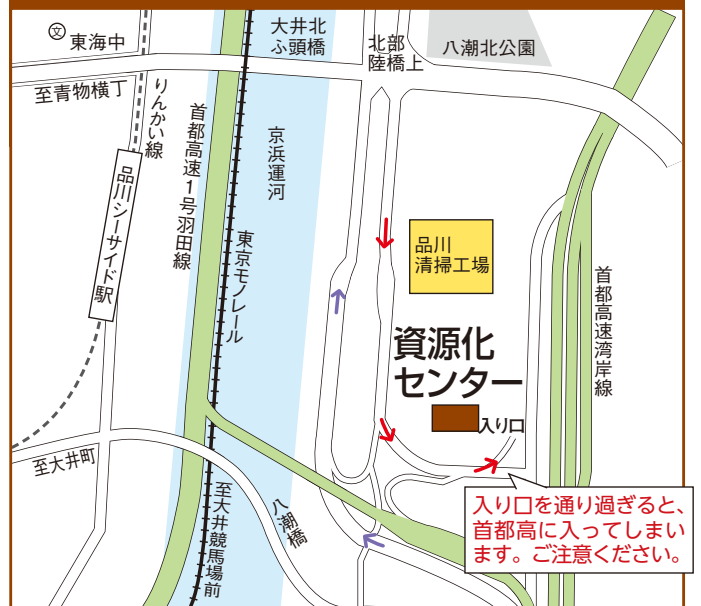 文
東海中
大井北
ふ頭橋
北部
陸橋上
八潮北公園
至青物横丁
りんかい線
首都高速1号羽田線
京浜運河
品川シーサイド駅
東京モノレール
品川
清掃工場
首都高速湾岸線
資源化
センター
入り口
至大井町
八潮橋
至大井競馬場前
入り口を通り過ぎると、
首都高に入ってしまい
ます。ご注意ください。